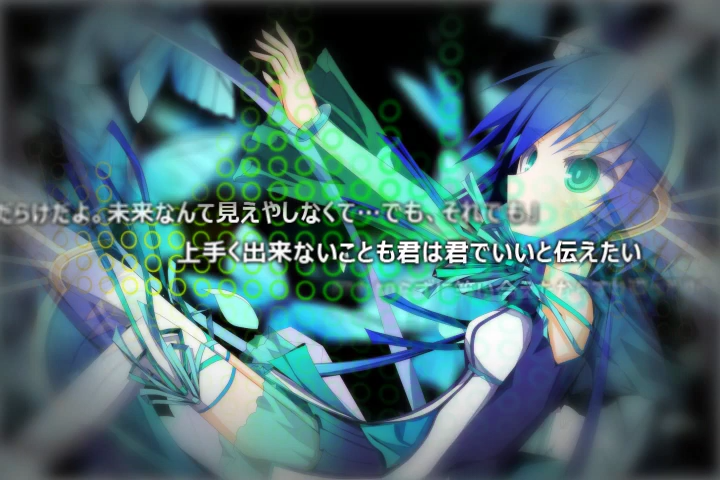 だらけだよ。未来なんて見えやしなくて…でも、それでも』
上手く出来ないことも君は君でいいと伝えたい